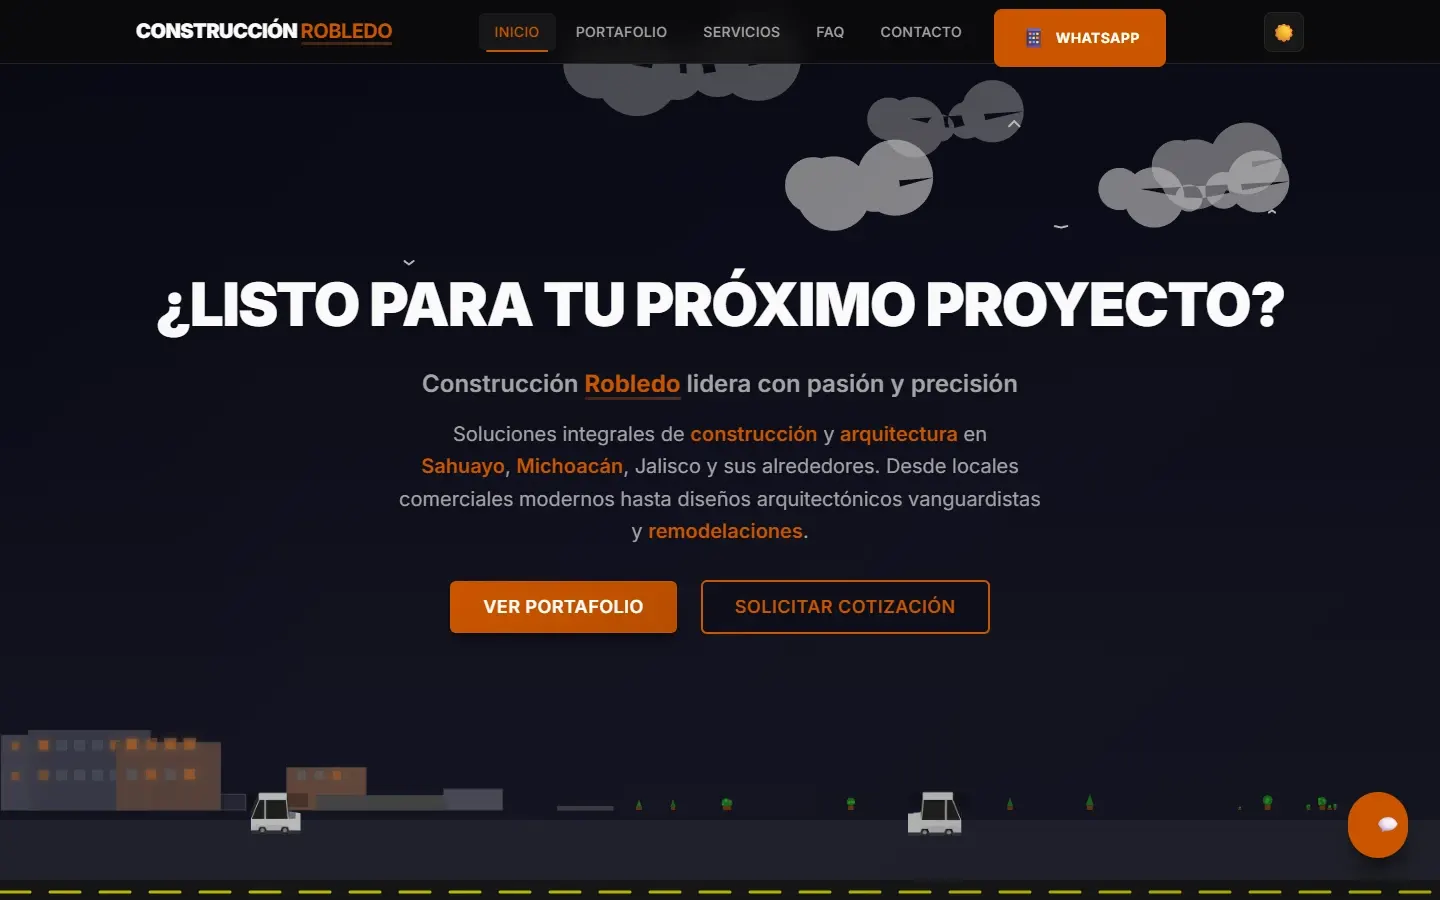 CONSTRUCCIÓN ROBLEDO
INICIO
PORTAFOLIO
SERVICIOS
FAQ
CONTACTO
WHATSAPP
¿LISTO PARA TU PRÓXIMO PROYECTO?
Construcción Robledo lidera con pasión y precisión
Soluciones integrales de construcción y arquitectura en
Sahuayo, Michoacán, Jalisco y sus alrededores. Desde locales
comerciales modernos hasta diseños arquitectónicos vanguardistas
y remodelaciones.
VER PORTAFOLIO
SOLICITAR COTIZACIÓN